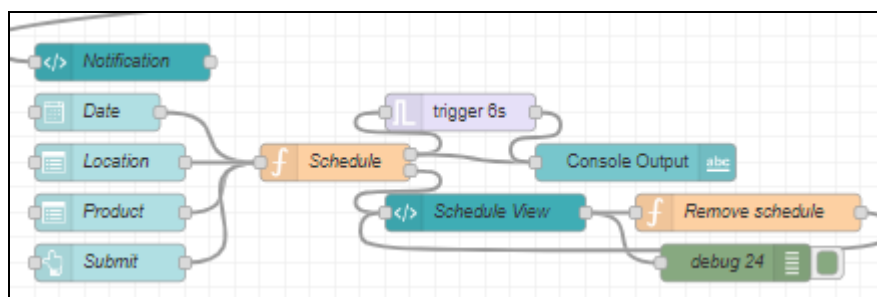 </> Notification
Date
trigger 6s
Location
f Schedule
Console Output abc
Product
</> Schedule View
f Remove schedule
Submit
debug 24